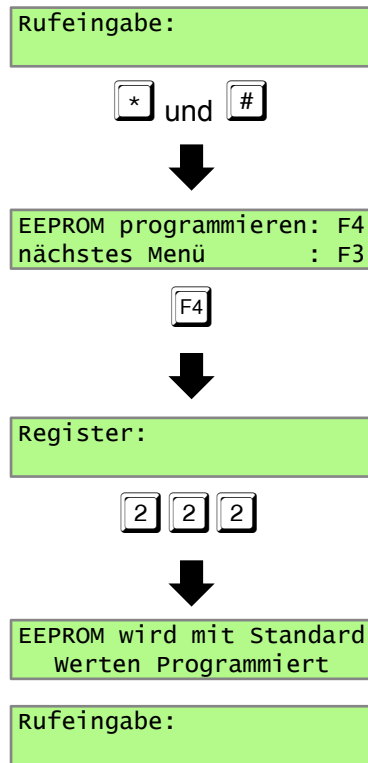 Rufeingabe:
* und #
EEPROM programmieren: F4
nächstes Menü : F3
F4
Register:
2 2 2
EEPROM wird mit Standard
Werten Programmiert
Rufeingabe: